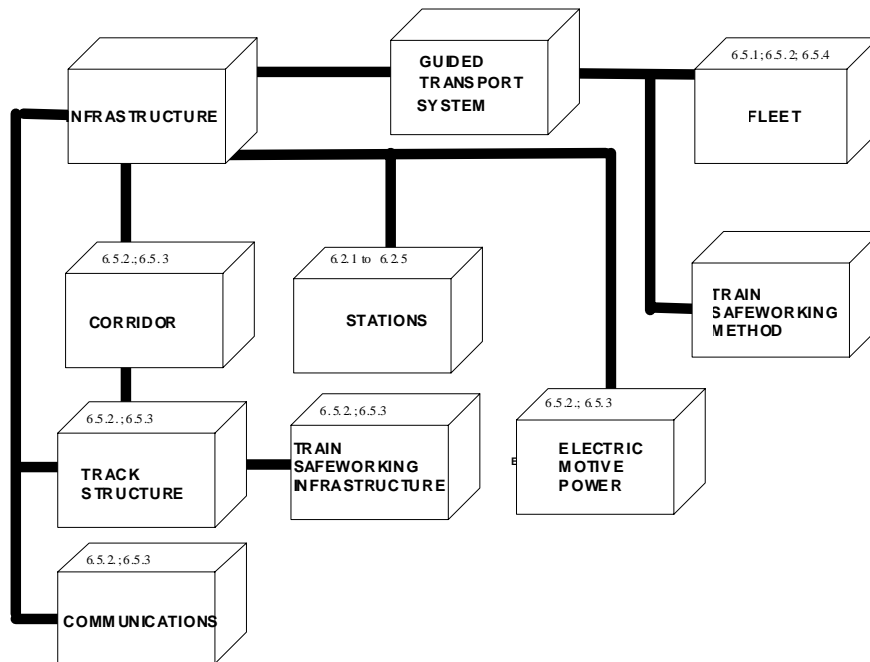 GUIDED
TRANSPORT
SYSTEM
6.5.1; 6.5. 2; 6.5.4
FLEET
INFRASTRUCTURE
6.5.2.; 6.5. 3
CORRIDOR
6.2.1 to 6.2.5
STATIONS
TRAIN
SAFEWORKING
METHOD
6.5.2. ; 6.5.3
TRACK
STRUCTURE
6. 5. 2. ; 6.5.3
TRAIN
SAFEWORKING
INFRASTRUCTURE
6.5.2.; 6.5.3
E
ELECTRIC
MOTIVE
POWER
6.5.2. ; 6.5.3
COMMUNICATIONS